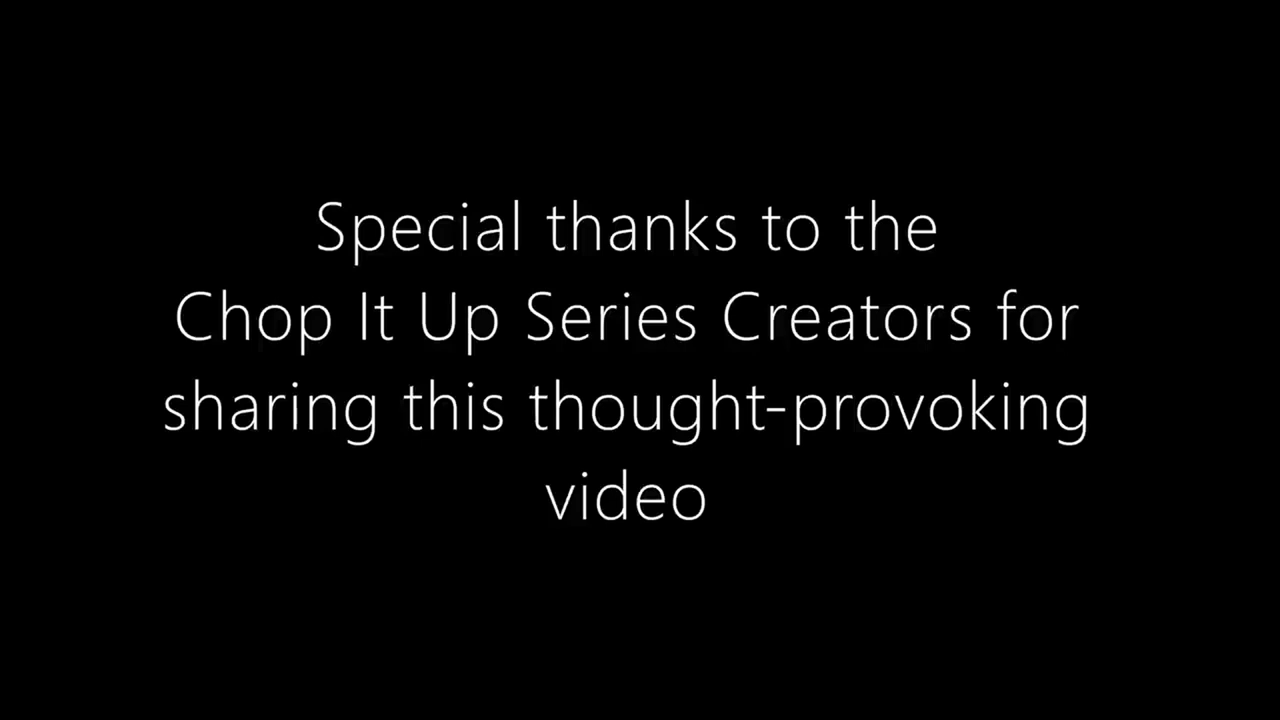 Special thanks to the
Chop It Up Series Creators for
sharing this thought-provoking
video